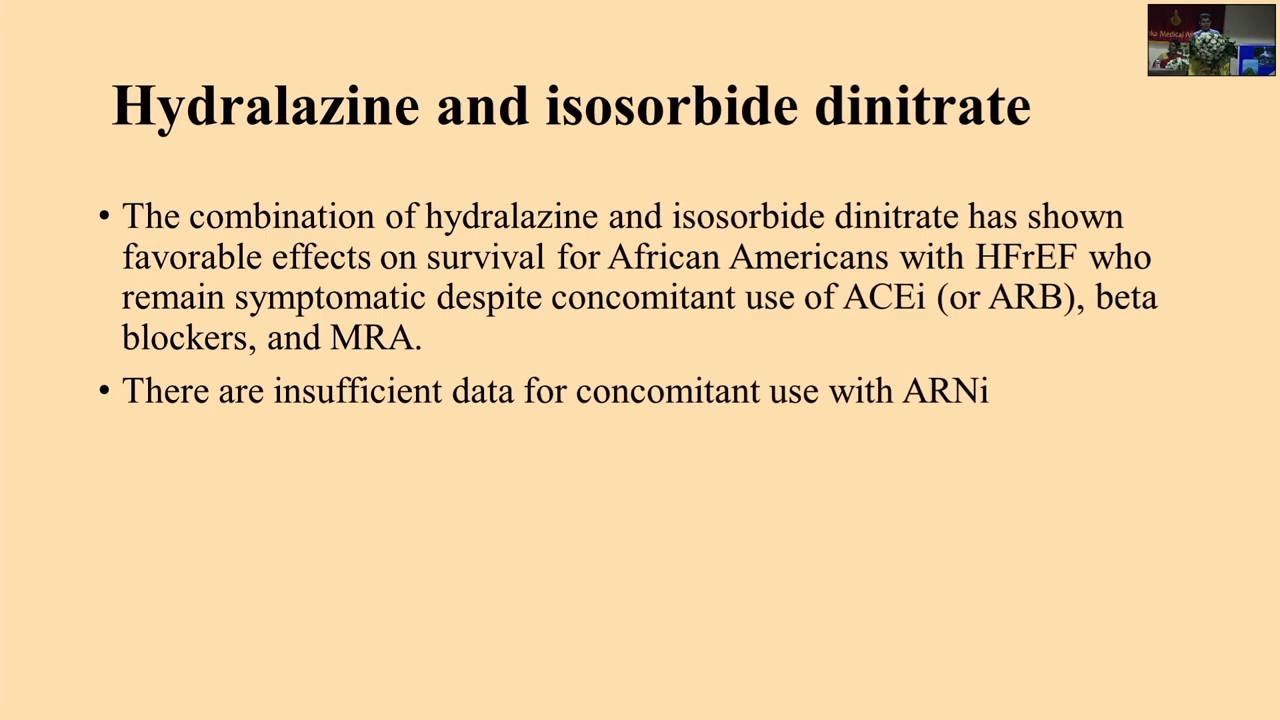 Hydralazine and isosorbide dinitrate
• The combination of hydralazine and isosorbide dinitrate has shown
favorable effects on survival for African Americans with HFrEF who
remain symptomatic despite concomitant use of ACEi (or ARB), beta
blockers, and MRA.
• There are insufficient data for concomitant use with ARNi
Medical